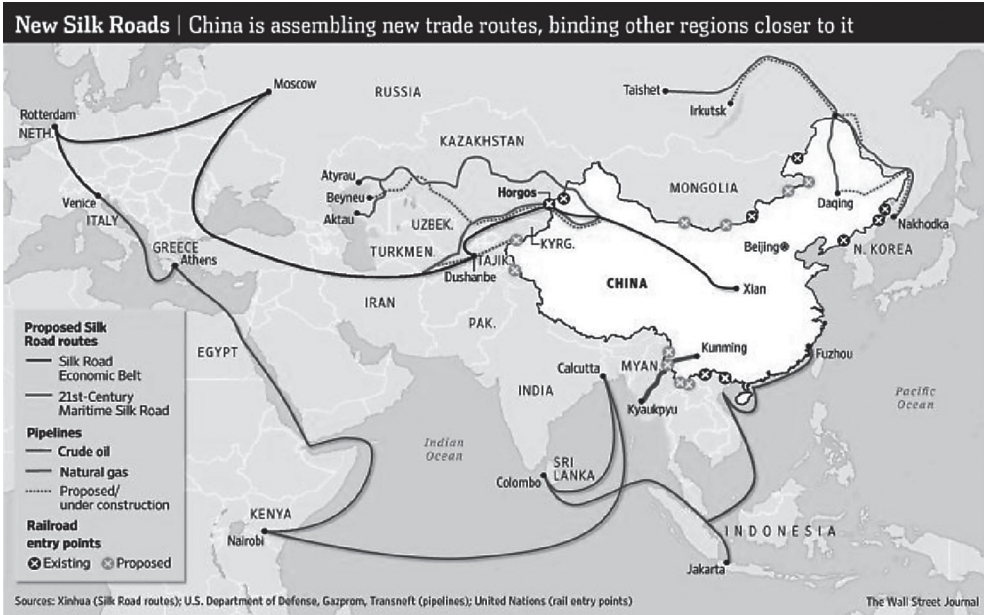 New Silk Roads | China is assembling new trade routes, binding other regions closer to it
Moscow
RUSSIA
Taishet
Irkutsk
Rotterdam
NETH.
KAZAKHSTAN
Atyrau
Beyneu
Aktau
Horgos
MONGOLIA
Daqing
Venice
ITALY
UZBEK.
Nakhodka
GREECE
Athens
TURKMEN.
KYRG.
Beijing
N. KOREA
TAJIK.
Dushanbe
CHINA
Xian
IRAN
PAK.
Proposed Silk
Road routes
Silk Road
Economic Belt
21st-Century
Maritime Silk Road
Pipelines
Crude oil
Natural gas
Proposed/
under construction
Railroad
entry points
Existing
Proposed
EGYPT
Kunming
Fuzhou
Calcutta
MYAN.
INDIA
Kyaukpyu
Pacific
Ocean
Indian
Ocean
SRI
LANKA
Colombo
KENYA
Nairobi
INDONESIA
Jakarta
Sources: Xinhua (Silk Road routes); U.S. Department of Defense, Gazprom, Transneft (pipelines); United Nations (rail entry points)
The Wall Street Journal